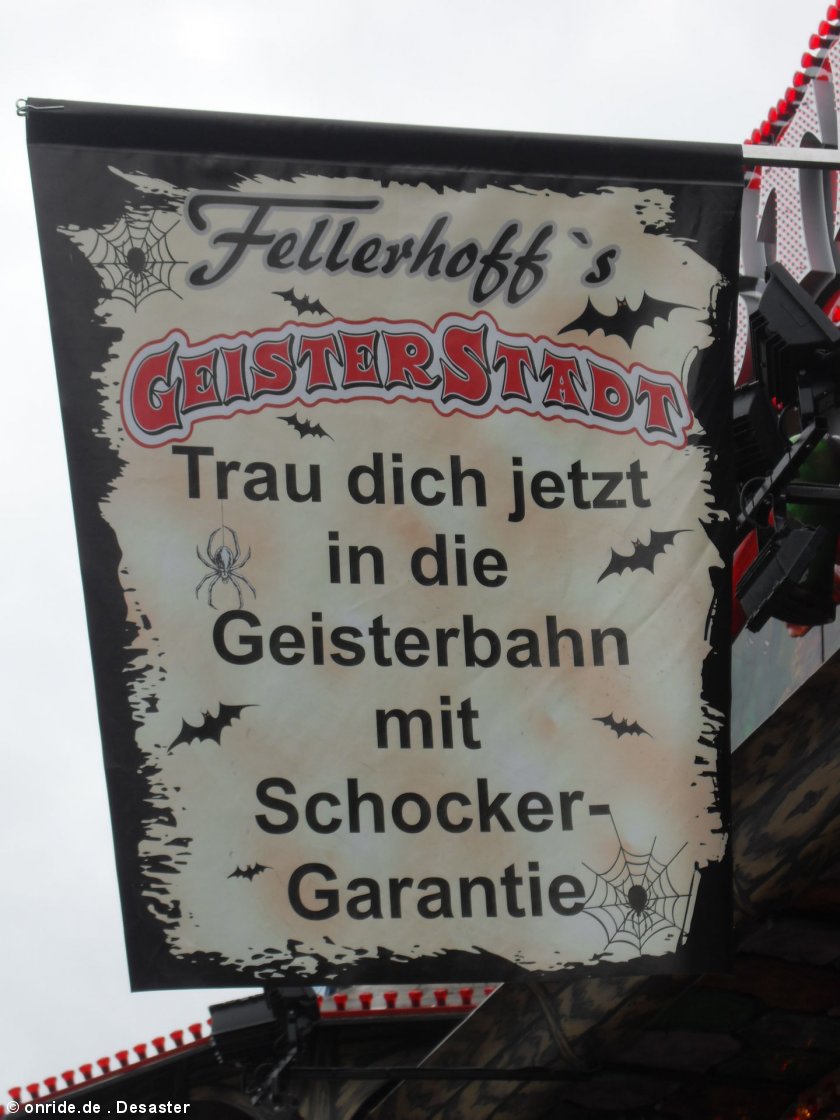 Fellerhoff`s
GEISTERSTADT
Trau dich jetzt
in die
Geisterbahn
mit
Schocker-
Garantie
© onride.de . Desaster